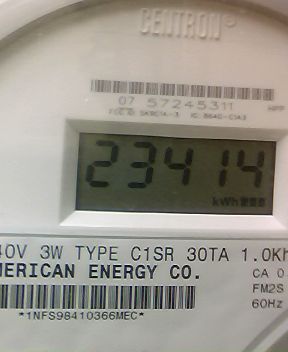 CENTRON
07 57245311
23414
kWh
40V 3W TYPE C1SR 30TA 1.0Kh
MERICAN ENERGY CO.
CA 0
FM2S
60Hz
*1NFS98410366MEC*